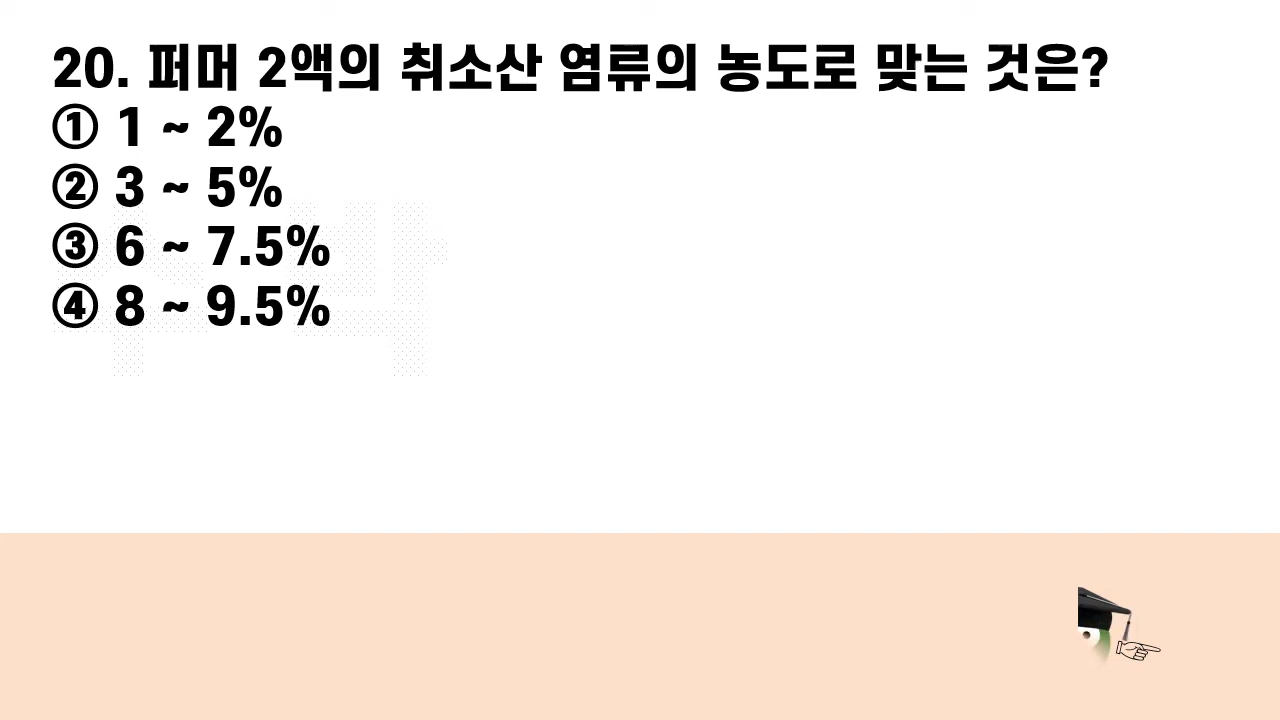 20. 퍼머 2액의 취소산 염류의 농도로 맞는 것은?
① 1 ~ 2%
② 3 ~ 5%
③ 6 ~ 7.5%
④ 8 ~ 9.5%